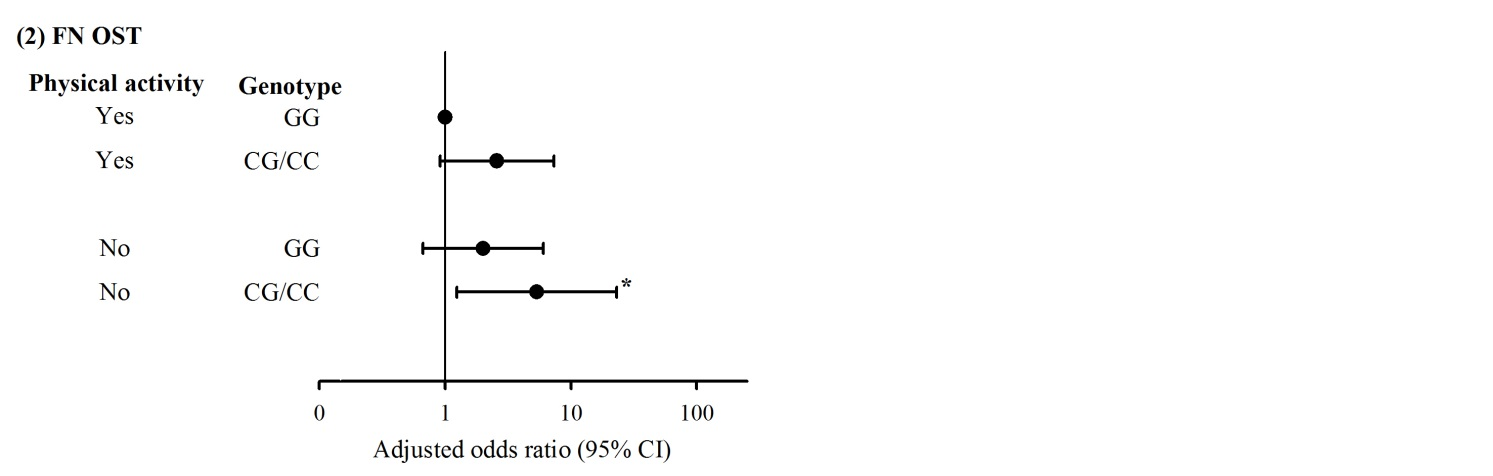 (2) FN OST
Physical activity Genotype
Yes GG
Yes CG/CC
No GG
No CG/CC *
0 1 10 100
Adjusted odds ratio (95% CI)